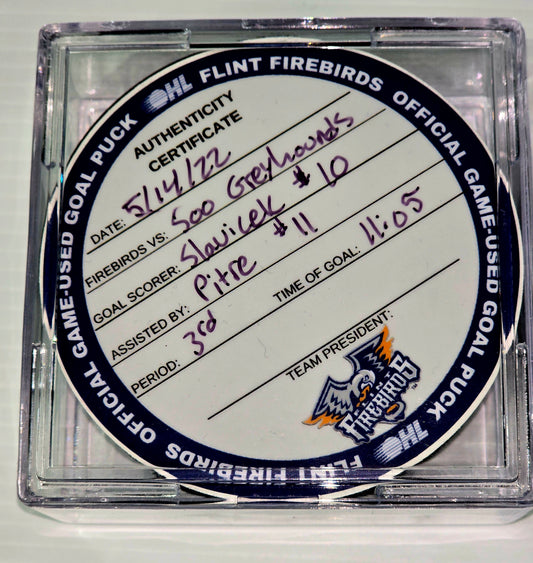 OHL FLINT FIREBIRDS OFFICIAL GAME-USED GOAL PUCK
OHL FLINT FIREBIRDS OFFICIAL GAME-USED GOAL PUCK
AUTHENTICITY
CERTIFICATE
DATE: 5/14/22
FIREBIRDS VS: Soo Greyhounds
GOAL SCORER: Slavicek #10
ASSISTED BY: Pitre #11
PERIOD: 3rd TIME OF GOAL: 11:05
TEAM PRESIDENT:
FIREBIRDS